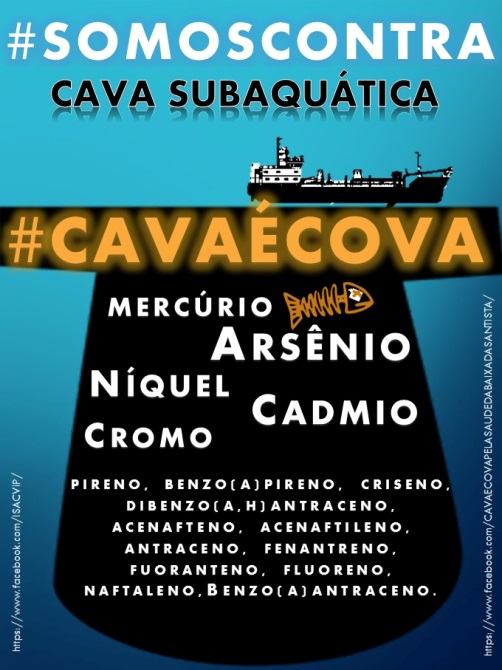 #SOMOSCONTRA
CAVA SUBAQUÁTICA
#CAVAÉCOVA
MERCÚRIO
ARSÊNIO
NÍQUEL
CADMIO
CROMO
PIRENO, BENZO(A)PIRENO, CRISENO,
DIBENZO(A,H)ANTRACENO,
ACENAFTENO, ACENAFTILENO,
ANTRACENO, FENANTRENO,
FUORANTENO, FLUORENO,
NAFTALENO,BENZO(A)ANTRACENO.
https://www.facebook.com/ISACViP/
https://www.facebook.com/CAVAECOVAPELASAUDEDABAIXADASANTISTA/